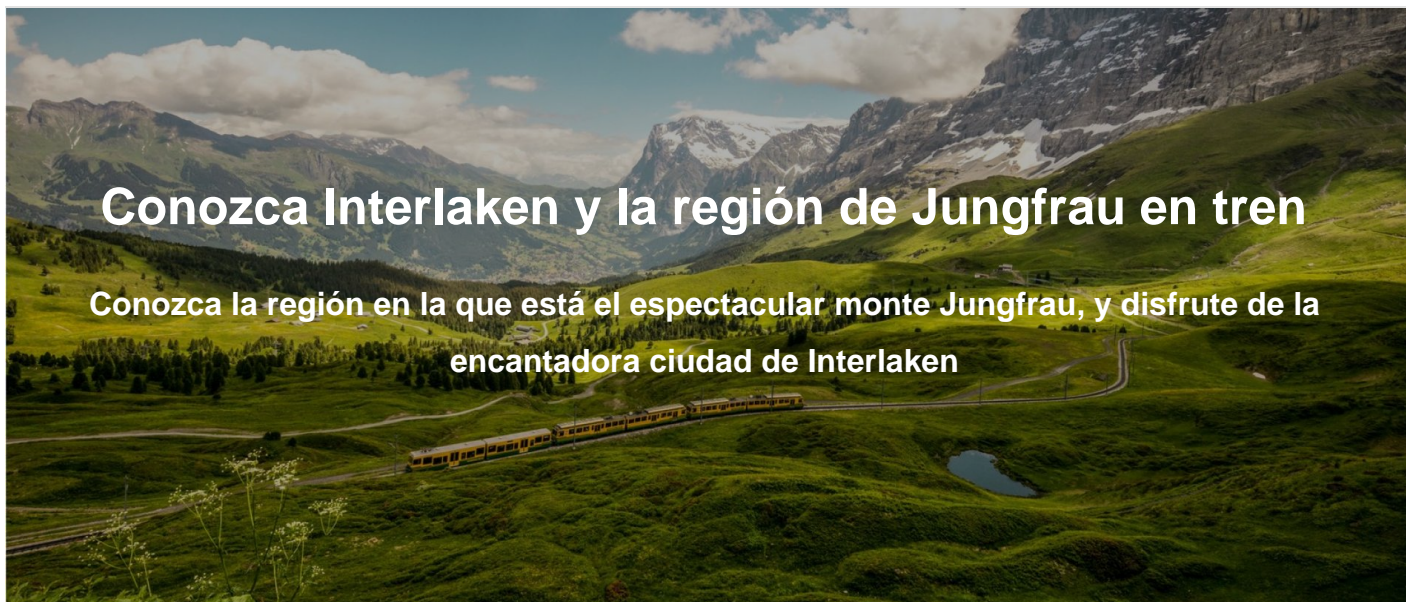 Conozca Interlaken y la región de Jungfrau en tren
Conozca la región en la que está el espectacular monte Jungfrau, y disfrute de la
encantadora ciudad de Interlaken